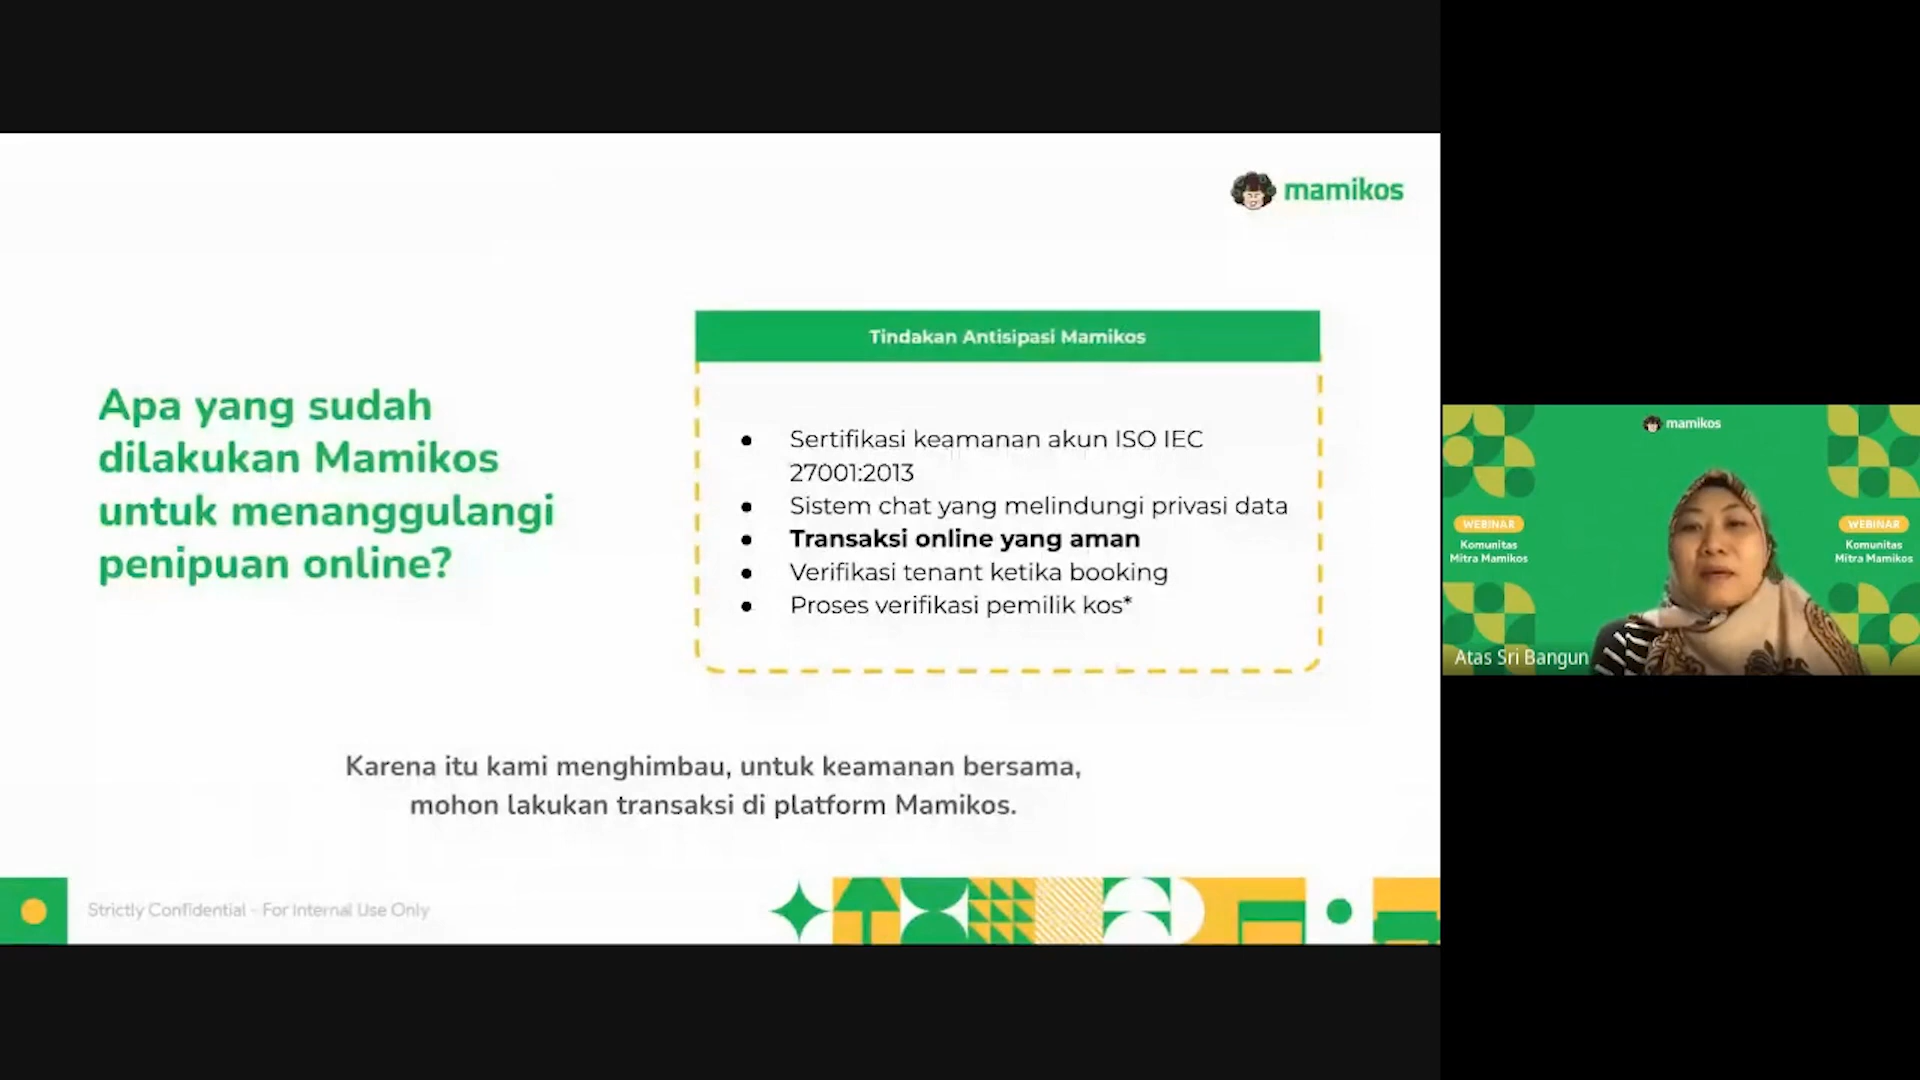 mamikos
Apa yang sudah
dilakukan Mamikos
untuk menanggulangi
penipuan online?
Tindakan Antisipasi Mamikos
● Sertifikasi keamanan akun ISO IEC
27001:2013
● Sistem chat yang melindungi privasi data
● Transaksi online yang aman
● Verifikasi tenant ketika booking
● Proses verifikasi pemilik kos*
Karena itu kami menghimbau, untuk keamanan bersama,
mohon lakukan transaksi di platform Mamikos.
Strictly Confidential - For Internal Use Only
mamikos
WEBINAR
Komunitas
Mitra Mamikos
WEBINAR
Komunitas
Mitra Mamikos
Atas Sri Bangun